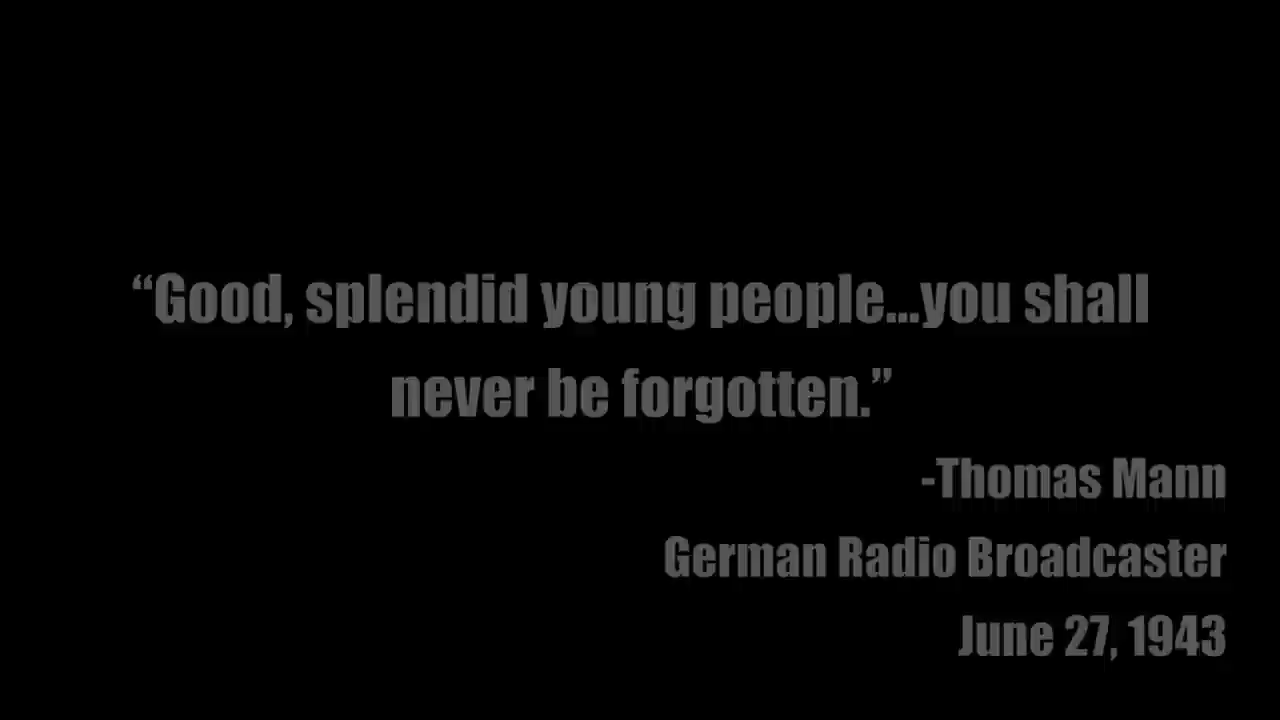 “Good, splendid young people...you shall
never be forgotten.”
-Thomas Mann
German Radio Broadcaster
June 27, 1943